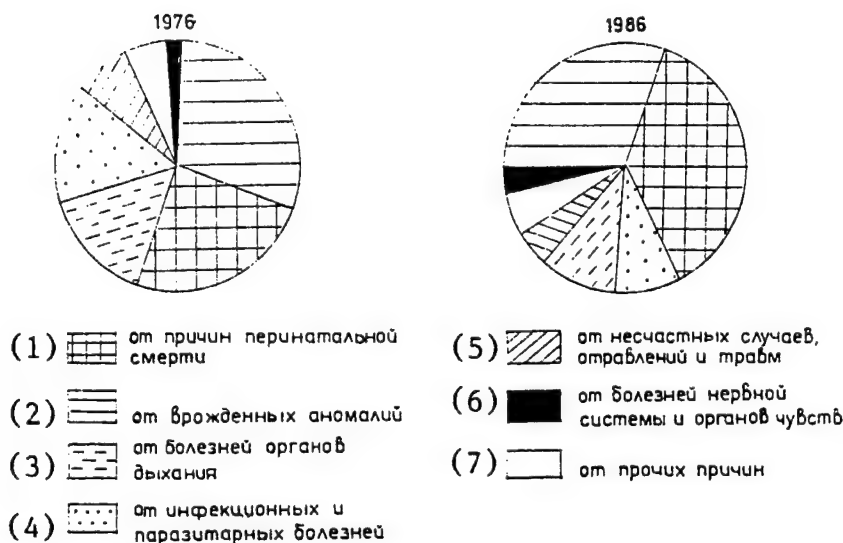 1976
1986
(1) от причин перинатальной
смерти
(2) от врожденных аномалий
(3) от болезней органов
дыхания
(4) от инфекционных и
паразитарных болезней
(5) от несчастных случаев,
отравлений и травм
(6) от болезней нервной
системы и органов чувств
(7) от прочих причин